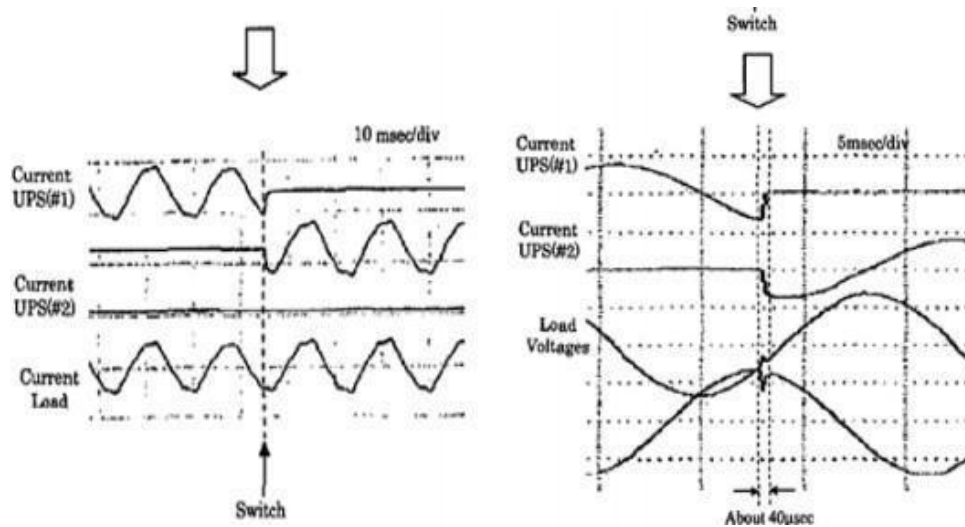 10 msec/div
Current
UPS(#1)
Current
UPS(#2)
Current
Load
Switch
Switch
Current
UPS(#1)
5msec/div
Current
UPS(#2)
Load
Voltages
About 40μsec